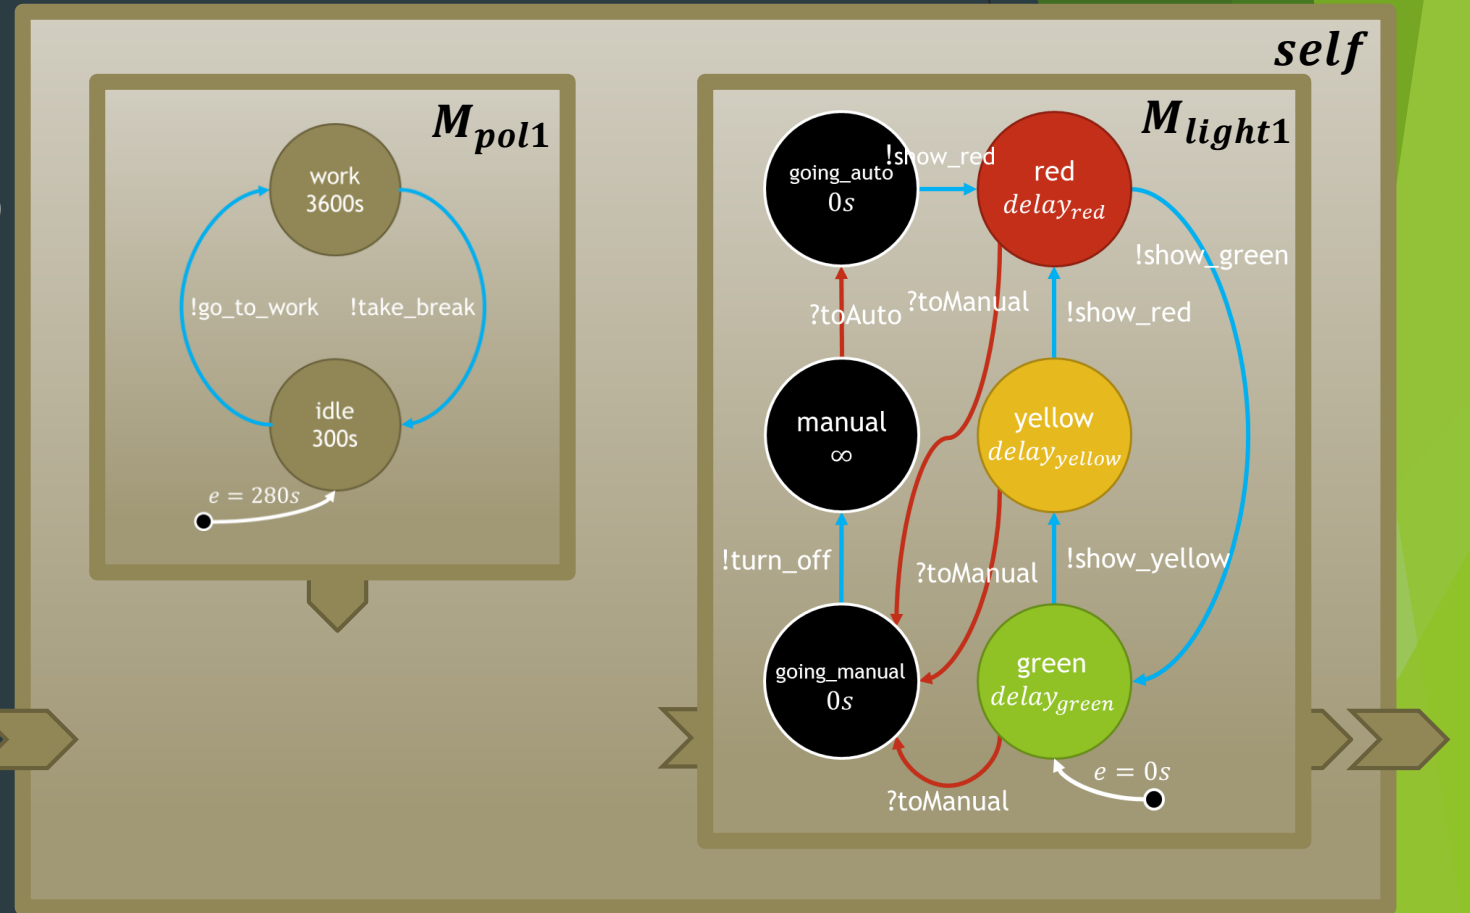 self
M_pol1
work
3600s
!go_to_work
!take_break
idle
300s
e = 280s
M_light1
going_auto
0s
!show_red
red
delay_red
!show_green
?toAuto
?toManual
!show_red
manual
∞
yellow
delay_yellow
!turn_off
?toManual
!show_yellow
going_manual
0s
green
delay_green
e = 0s
?toManual